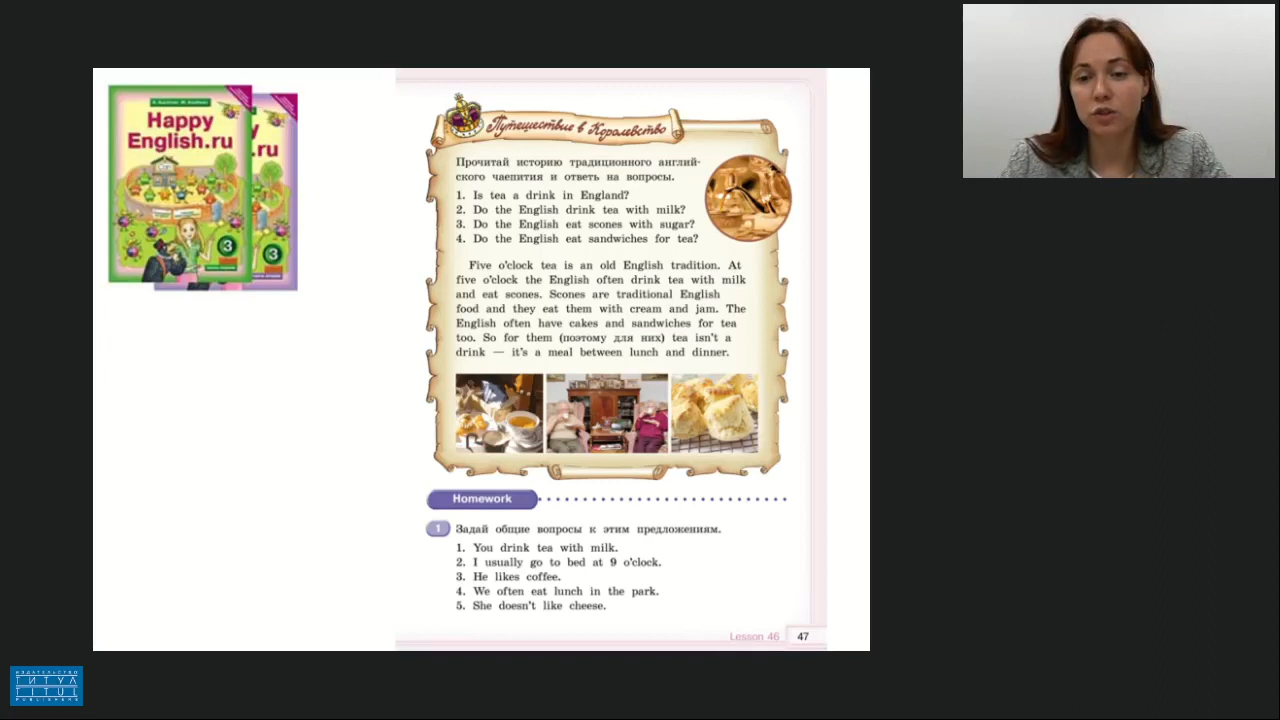 Happy
English.ru
3
.ru
3
Путешествие в Королевство
Прочитай историю традиционного англий-
ского чаепития и ответь на вопросы.
1. Is tea a drink in England?
2. Do the English drink tea with milk?
3. Do the English eat scones with sugar?
4. Do the English eat sandwiches for tea?
Five o'clock tea is an old English tradition. At
five o'clock the English often drink tea with milk
and eat scones. Scones are traditional English
food and they eat them with cream and jam. The
English often have cakes and sandwiches for tea
too. So for them (поэтому для них) tea isn't a
drink — it's a meal between lunch and dinner.
Homework
1 Задай общие вопросы к этим предложениям.
1. You drink tea with milk.
2. I usually go to bed at 9 o'clock.
3. He likes coffee.
4. We often eat lunch in the park.
5. She doesn't like cheese.
Lesson 46 47
ИЗДАТЕЛЬСТВО
ТИТУЛ
TITUL
PUBLISHERS